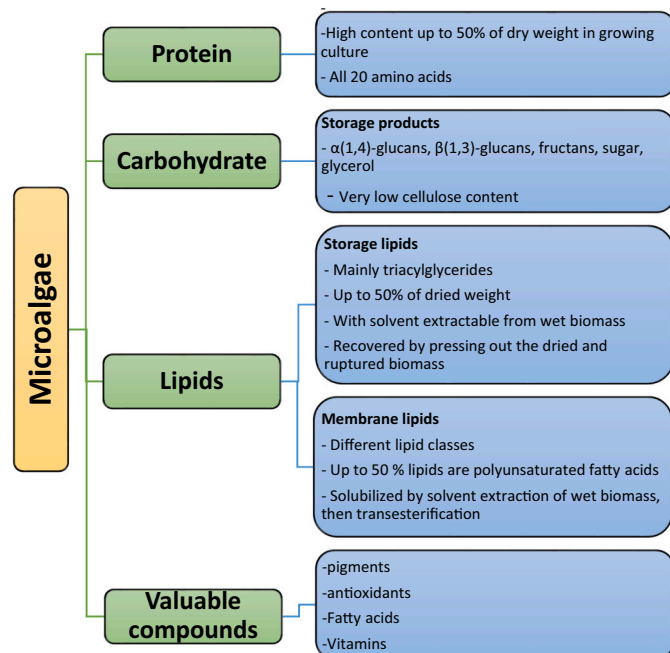 Microalgae
Protein
-
-High content up to 50% of dry weight in growing
culture
- All 20 amino acids
Carbohydrate
Storage products
- α(1,4)-glucans, β(1,3)-glucans, fructans, sugar,
glycerol
- Very low cellulose content
Lipids
Storage lipids
- Mainly triacylglycerides
- Up to 50% of dried weight
- With solvent extractable from wet biomass
- Recovered by pressing out the dried and
ruptured biomass
Membrane lipids
- Different lipid classes
- Up to 50 % lipids are polyunsaturated fatty acids
- Solubilized by solvent extraction of wet biomass,
then transesterification
Valuable
compounds
-pigments
-antioxidants
-Fatty acids
-Vitamins